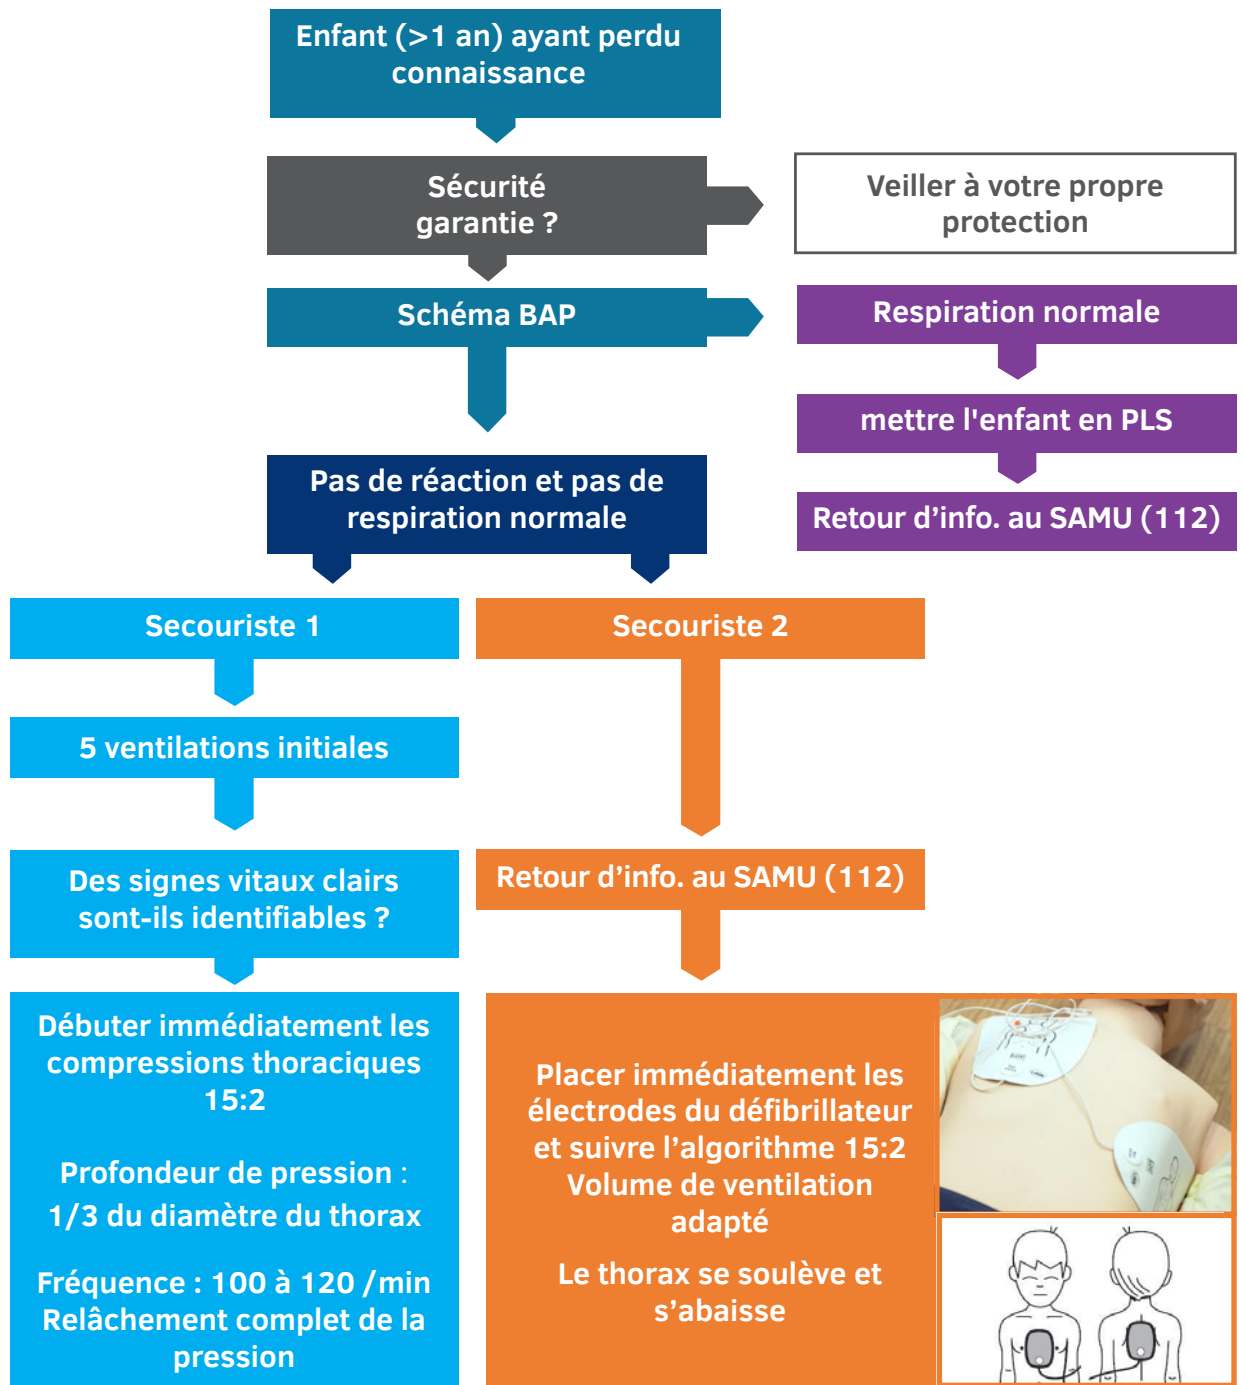 Enfant (>1 an) ayant perdu
connaissance
Sécurité
garantie ?
Veiller à votre propre
protection
Schéma BAP
Respiration normale
mettre l'enfant en PLS
Retour d’info. au SAMU (112)
Pas de réaction et pas de
respiration normale
Secouriste 1
5 ventilations initiales
Des signes vitaux clairs
sont-ils identifiables ?
Débuter immédiatement les
compressions thoraciques
15:2
Profondeur de pression :
1/3 du diamètre du thorax
Fréquence : 100 à 120 /min
Relâchement complet de la
pression
Secouriste 2
Retour d’info. au SAMU (112)
Placer immédiatement les
électrodes du défibrillateur
et suivre l’algorithme 15:2
Volume de ventilation
adapté
Le thorax se soulève et
s’abaisse